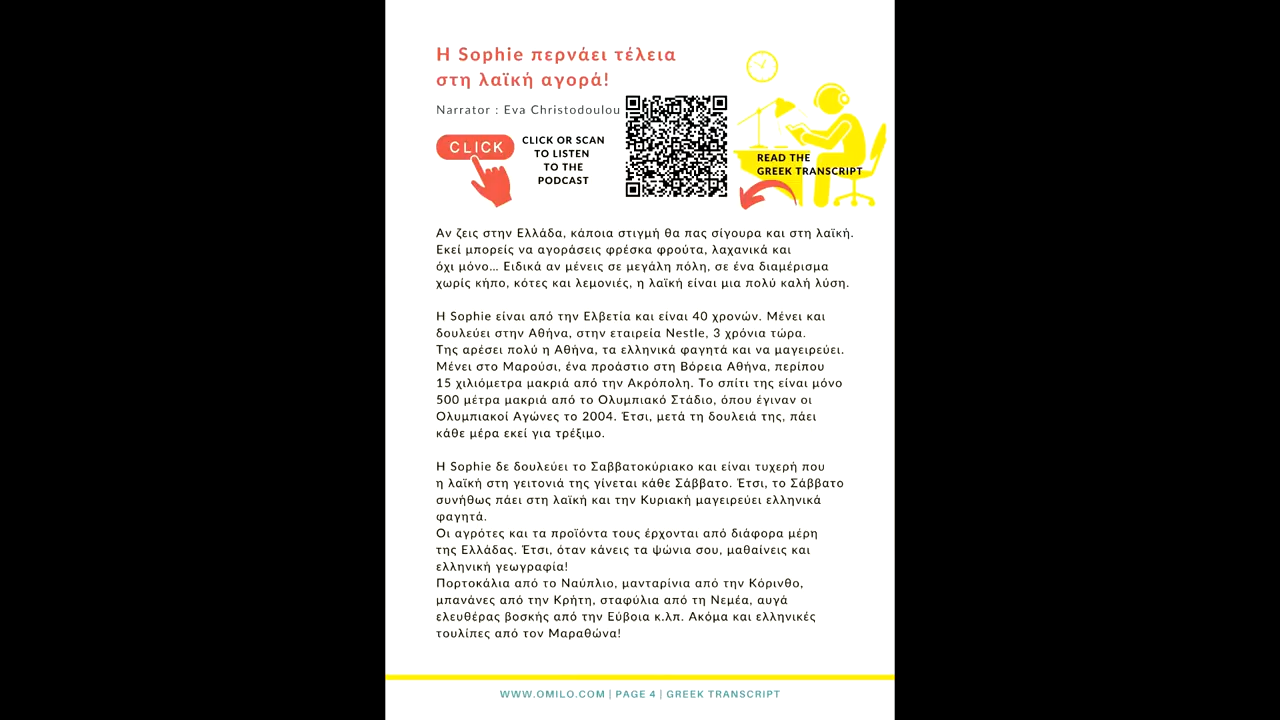 Η Sophie περνάει τέλεια
στη λαϊκή αγορά!
Narrator : Eva Christodoulou
CLICK
CLICK OR SCAN
TO LISTEN
TO THE
PODCAST
READ THE
GREEK TRANSCRIPT
Αν ζεις στην Ελλάδα, κάποια στιγμή θα πας σίγουρα και στη λαϊκή.
Εκεί μπορείς να αγοράσεις φρέσκα φρούτα, λαχανικά και
όχι μόνο... Ειδικά αν μένεις σε μεγάλη πόλη, σε ένα διαμέρισμα
χωρίς κήπο, κότες και λεμονιές, η λαϊκή είναι μια πολύ καλή λύση.
Η Sophie είναι από την Ελβετία και είναι 40 χρονών. Μένει και
δουλεύει στην Αθήνα, στην εταιρεία Nestle, 3 χρόνια τώρα.
Της αρέσει πολύ η Αθήνα, τα ελληνικά φαγητά και να μαγειρεύει.
Μένει στο Μαρούσι, ένα προάστιο στη Βόρεια Αθήνα, περίπου
15 χιλιόμετρα μακριά από την Ακρόπολη. Το σπίτι της είναι μόνο
500 μέτρα μακριά από το Ολυμπιακό Στάδιο, όπου έγιναν οι
Ολυμπιακοί Αγώνες το 2004. Έτσι, μετά τη δουλειά της, πάει
κάθε μέρα εκεί για τρέξιμο.
Η Sophie δε δουλεύει το Σαββατοκύριακο και είναι τυχερή που
η λαϊκή στη γειτονιά της γίνεται κάθε Σάββατο. Έτσι, το Σάββατο
συνήθως πάει στη λαϊκή και την Κυριακή μαγειρεύει ελληνικά
φαγητά.
Οι αγρότες και τα προϊόντα τους έρχονται από διάφορα μέρη
της Ελλάδας. Έτσι, όταν κάνεις τα ψώνια σου, μαθαίνεις και
ελληνική γεωγραφία!
Πορτοκάλια από το Ναύπλιο, μανταρίνια από την Κόρινθο,
μπανάνες από την Κρήτη, σταφύλια από τη Νεμέα, αυγά
ελευθέρας βοσκής από την Εύβοια κ.λπ. Ακόμα και ελληνικές
τουλίπες από τον Μαραθώνα!
WWW.OMILO.COM | PAGE 4 | GREEK TRANSCRIPT